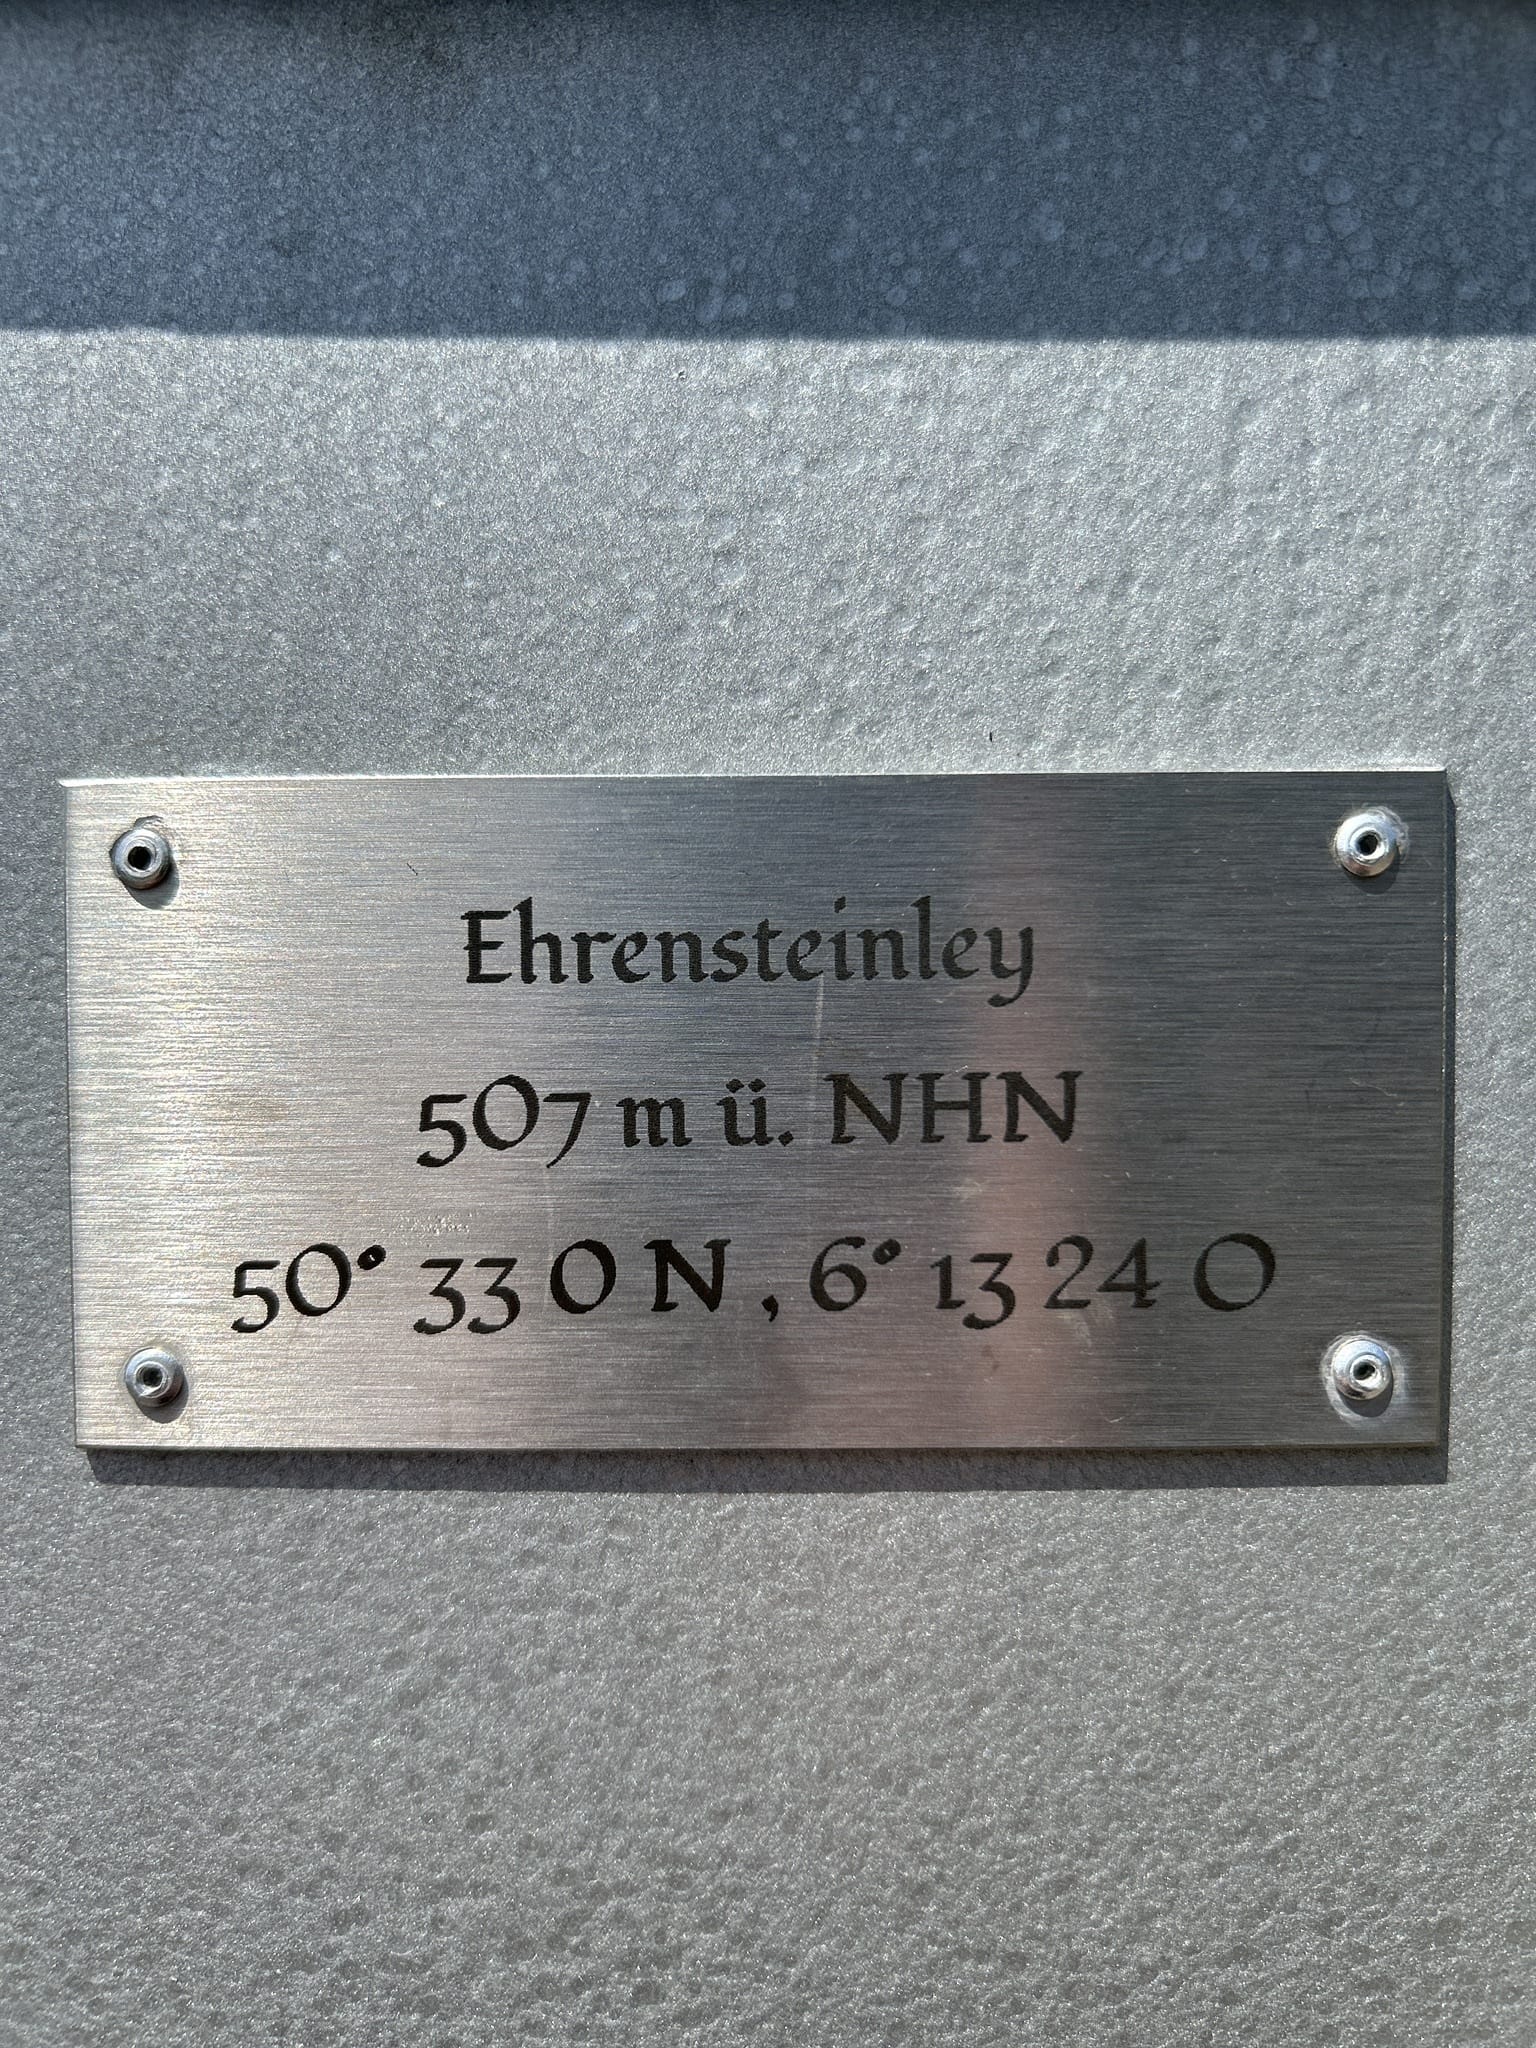 Ehrensteinley
507 m ü. NHN
50° 33 0 N , 6° 13 24 O